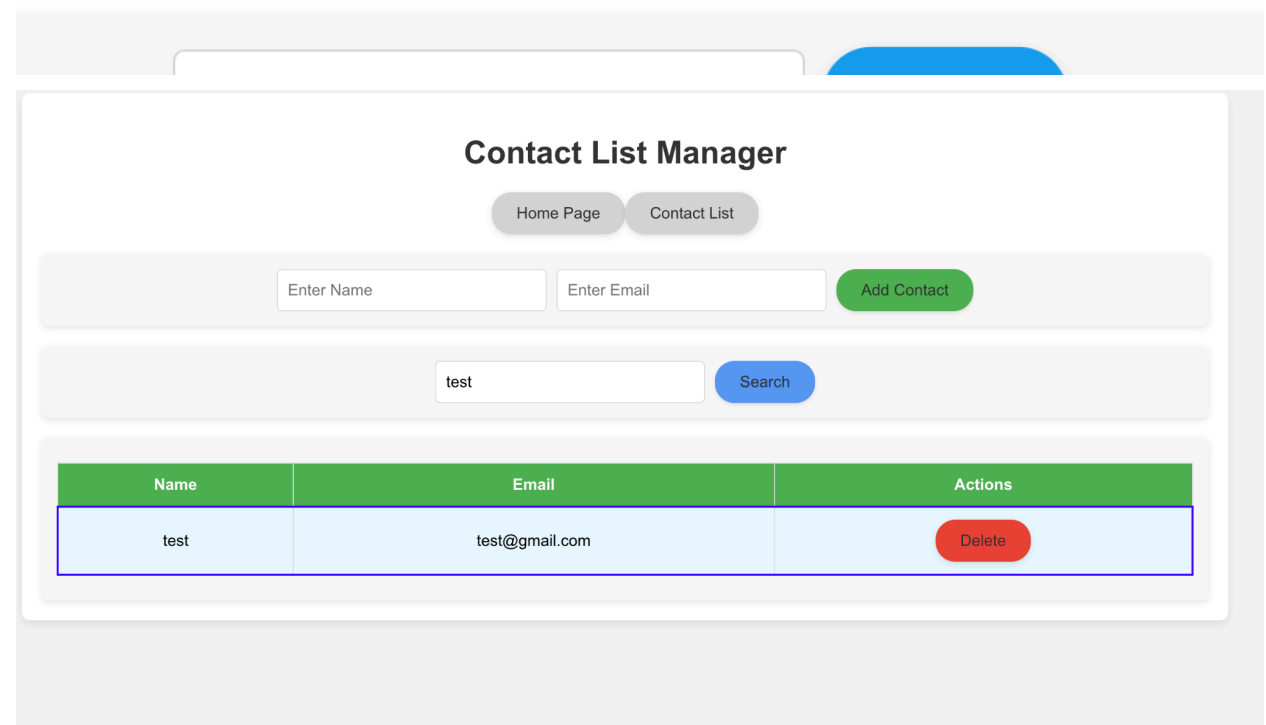 Contact List Manager
Home Page Contact List
Enter Name Enter Email Add Contact
test Search
Name Email Actions
test test@gmail.com Delete